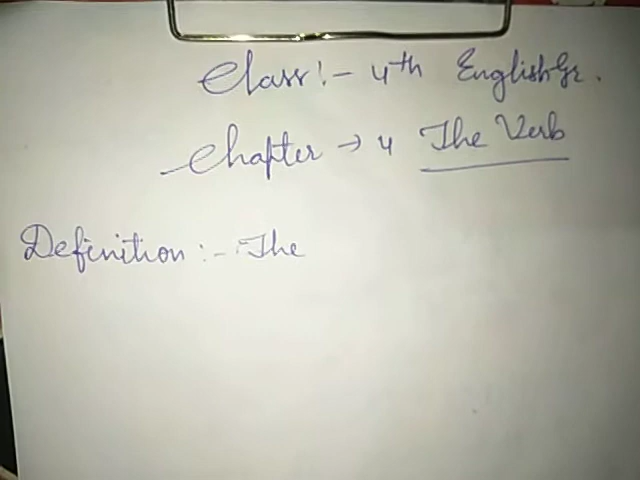 Class:- 4th English Gr.
Chapter → 4 The Verb
Definition :- The